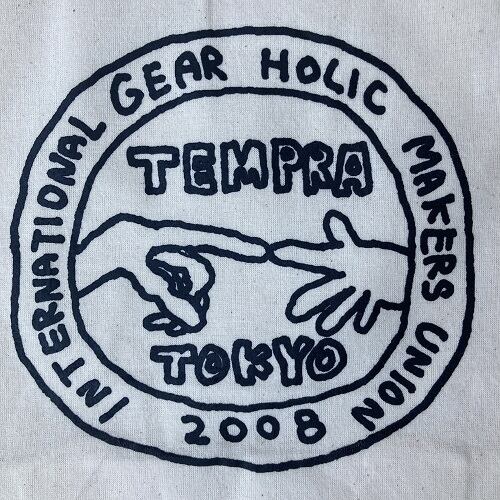 INTERNATIONAL GEAR HOLIC MAKERS UNION
TEMPRA
TOKYO
2008